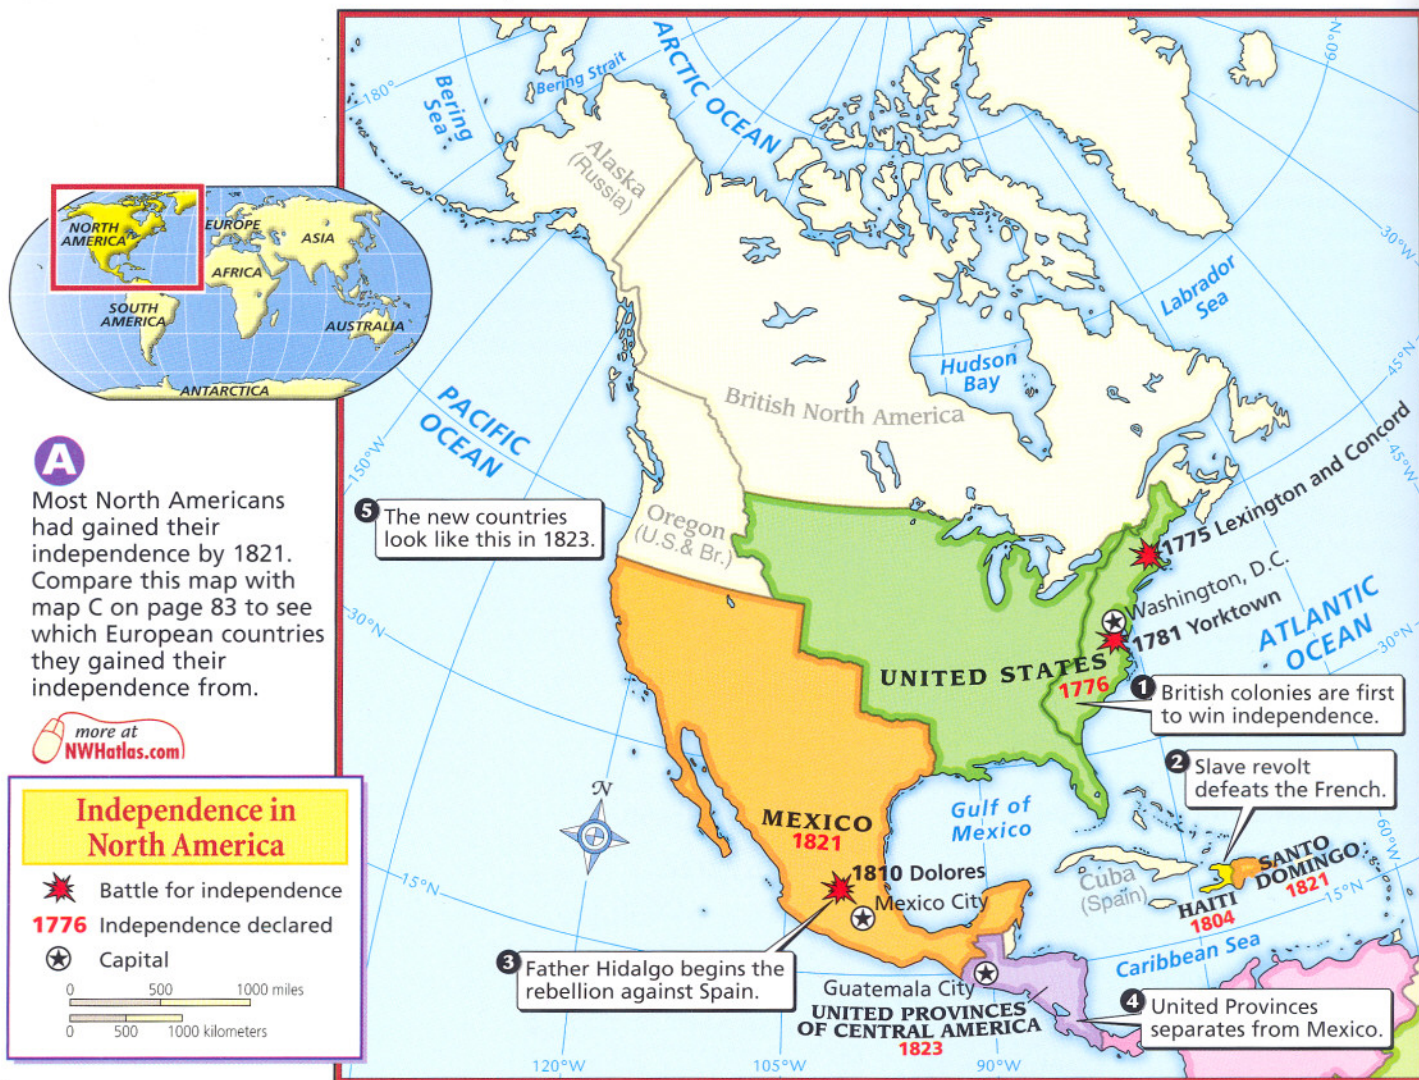 NORTH
AMERICA
EUROPE
ASIA
AFRICA
SOUTH
AMERICA
AUSTRALIA
ANTARCTICA
A
Most North Americans
had gained their
independence by 1821.
Compare this map with
map C on page 83 to see
which European countries
they gained their
independence from.
more at
NWHatlas.com
Independence in
North America
Battle for independence
1776 Independence declared
Capital
0 500 1000 miles
0 500 1000 kilometers
180°
Bering
Sea
Bering Strait
ARCTIC OCEAN
60°N
Alaska
(Russia)
30°W
Labrador
Sea
Hudson
Bay
45°N
PACIFIC
OCEAN
British North America
150°W
45°W
5 The new countries
look like this in 1823.
Oregon
(U.S.& Br.)
1775 Lexington and Concord
Washington, D.C.
1781 Yorktown
ATLANTIC
OCEAN
30°N
30°N
UNITED STATES
1776
1 British colonies are first
to win independence.
2 Slave revolt
defeats the French.
N
Gulf of
Mexico
MEXICO
1821
60°W
1810 Dolores
Mexico City
Cuba
(Spain)
SANTO
DOMINGO
1821
HAITI
1804
15°N
15°N
Caribbean Sea
3 Father Hidalgo begins the
rebellion against Spain.
Guatemala City
UNITED PROVINCES
OF CENTRAL AMERICA
1823
4 United Provinces
separates from Mexico.
120°W
105°W
90°W